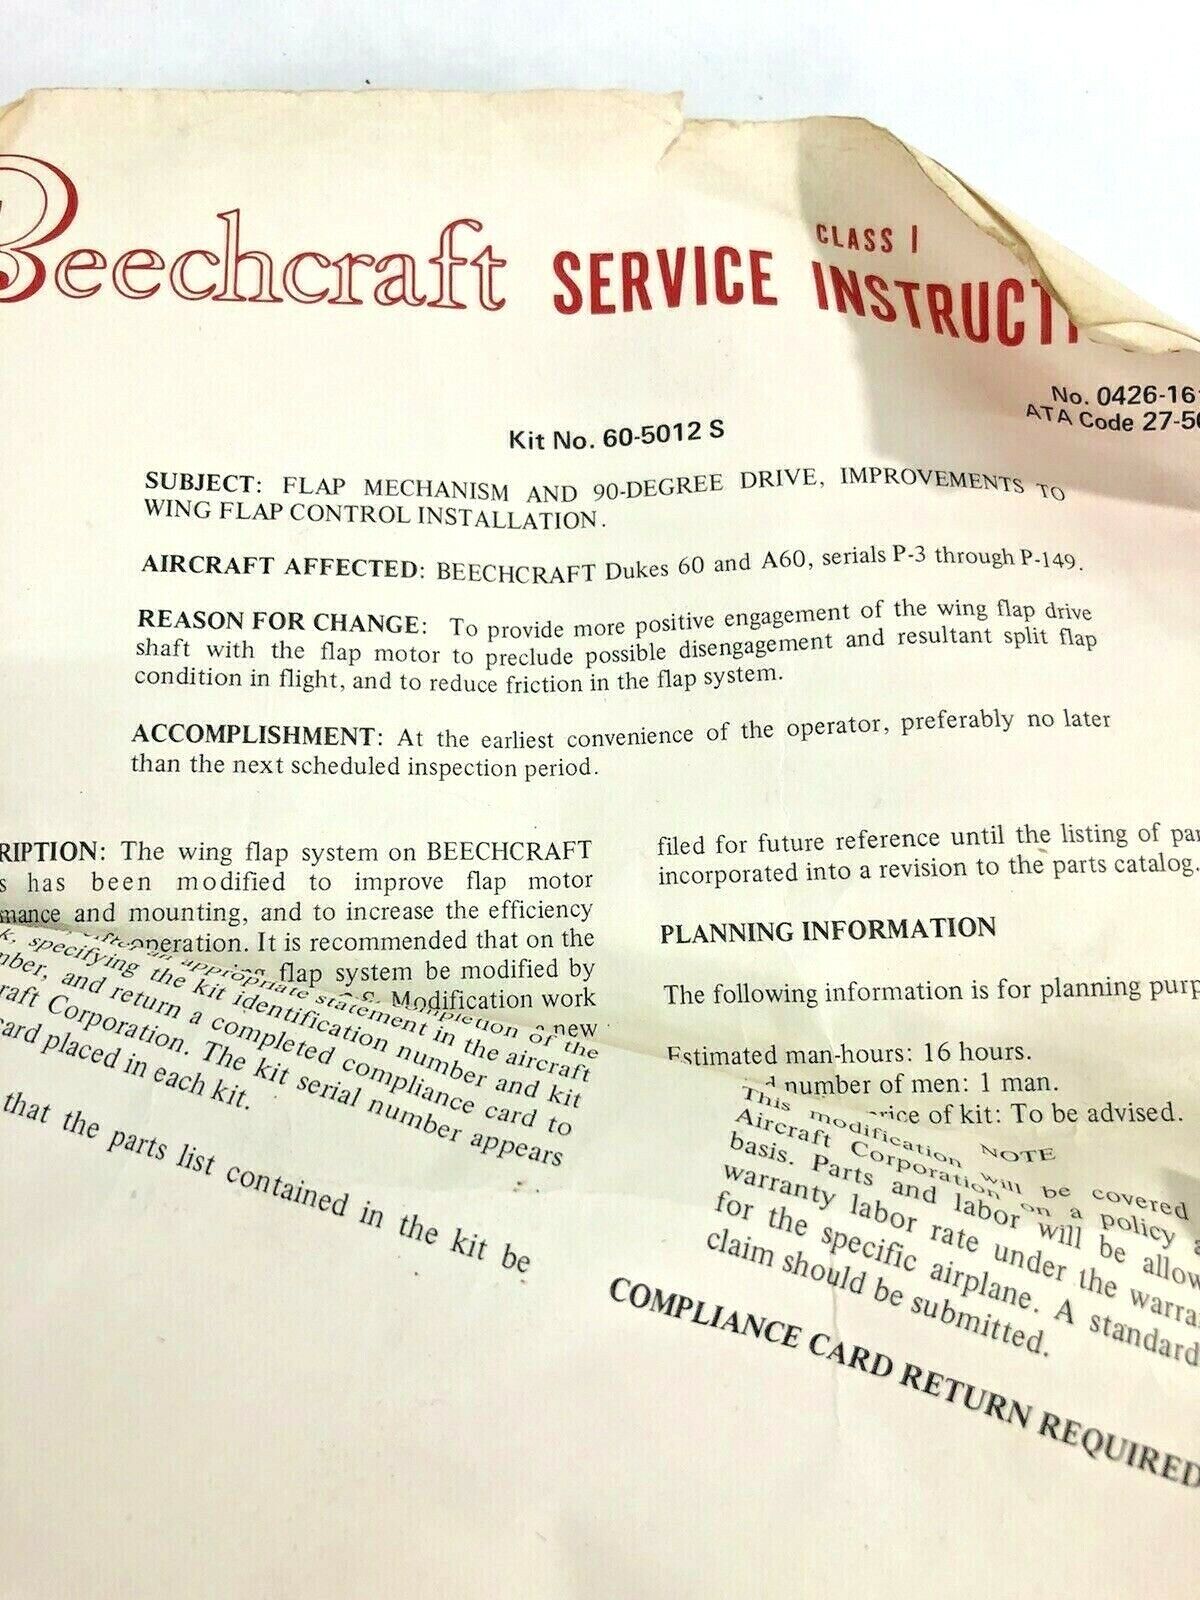 Beechcraft SERVICE INSTRUCTI
CLASS I
No. 0426-16
ATA Code 27-5
Kit No. 60-5012 S
SUBJECT: FLAP MECHANISM AND 90-DEGREE DRIVE, IMPROVEMENTS TO
WING FLAP CONTROL INSTALLATION.
AIRCRAFT AFFECTED: BEECHCRAFT Dukes 60 and A60, serials P-3 through P-149.
REASON FOR CHANGE: To provide more positive engagement of the wing flap drive
shaft with the flap motor to preclude possible disengagement and resultant split flap
condition in flight, and to reduce friction in the flap system.
ACCOMPLISHMENT: At the earliest convenience of the operator, preferably no later
than the next scheduled inspection period.
RIPTION: The wing flap system on BEECHCRAFT
s has been modified to improve flap motor
mance and mounting, and to increase the efficiency
operation. It is recommended that on the
flap system be modified by
Modification work
new
an appropriate statement in the aircraft
k, specifying the kit identification number and kit
mber, and return a completed compliance card to
raft Corporation. The kit serial number appears
card placed in each kit.
that the parts list contained in the kit be
filed for future reference until the listing of par
incorporated into a revision to the parts catalog.
PLANNING INFORMATION
The following information is for planning purp
Estimated man-hours: 16 hours.
number of men: 1 man.
rice of kit: To be advised.
NOTE
This modification will be covered
Aircraft Corporation on a policy a
basis. Parts and labor will be allow
warranty labor rate under the warra
for the specific airplane. A standard
claim should be submitted.
COMPLIANCE CARD RETURN REQUIRED